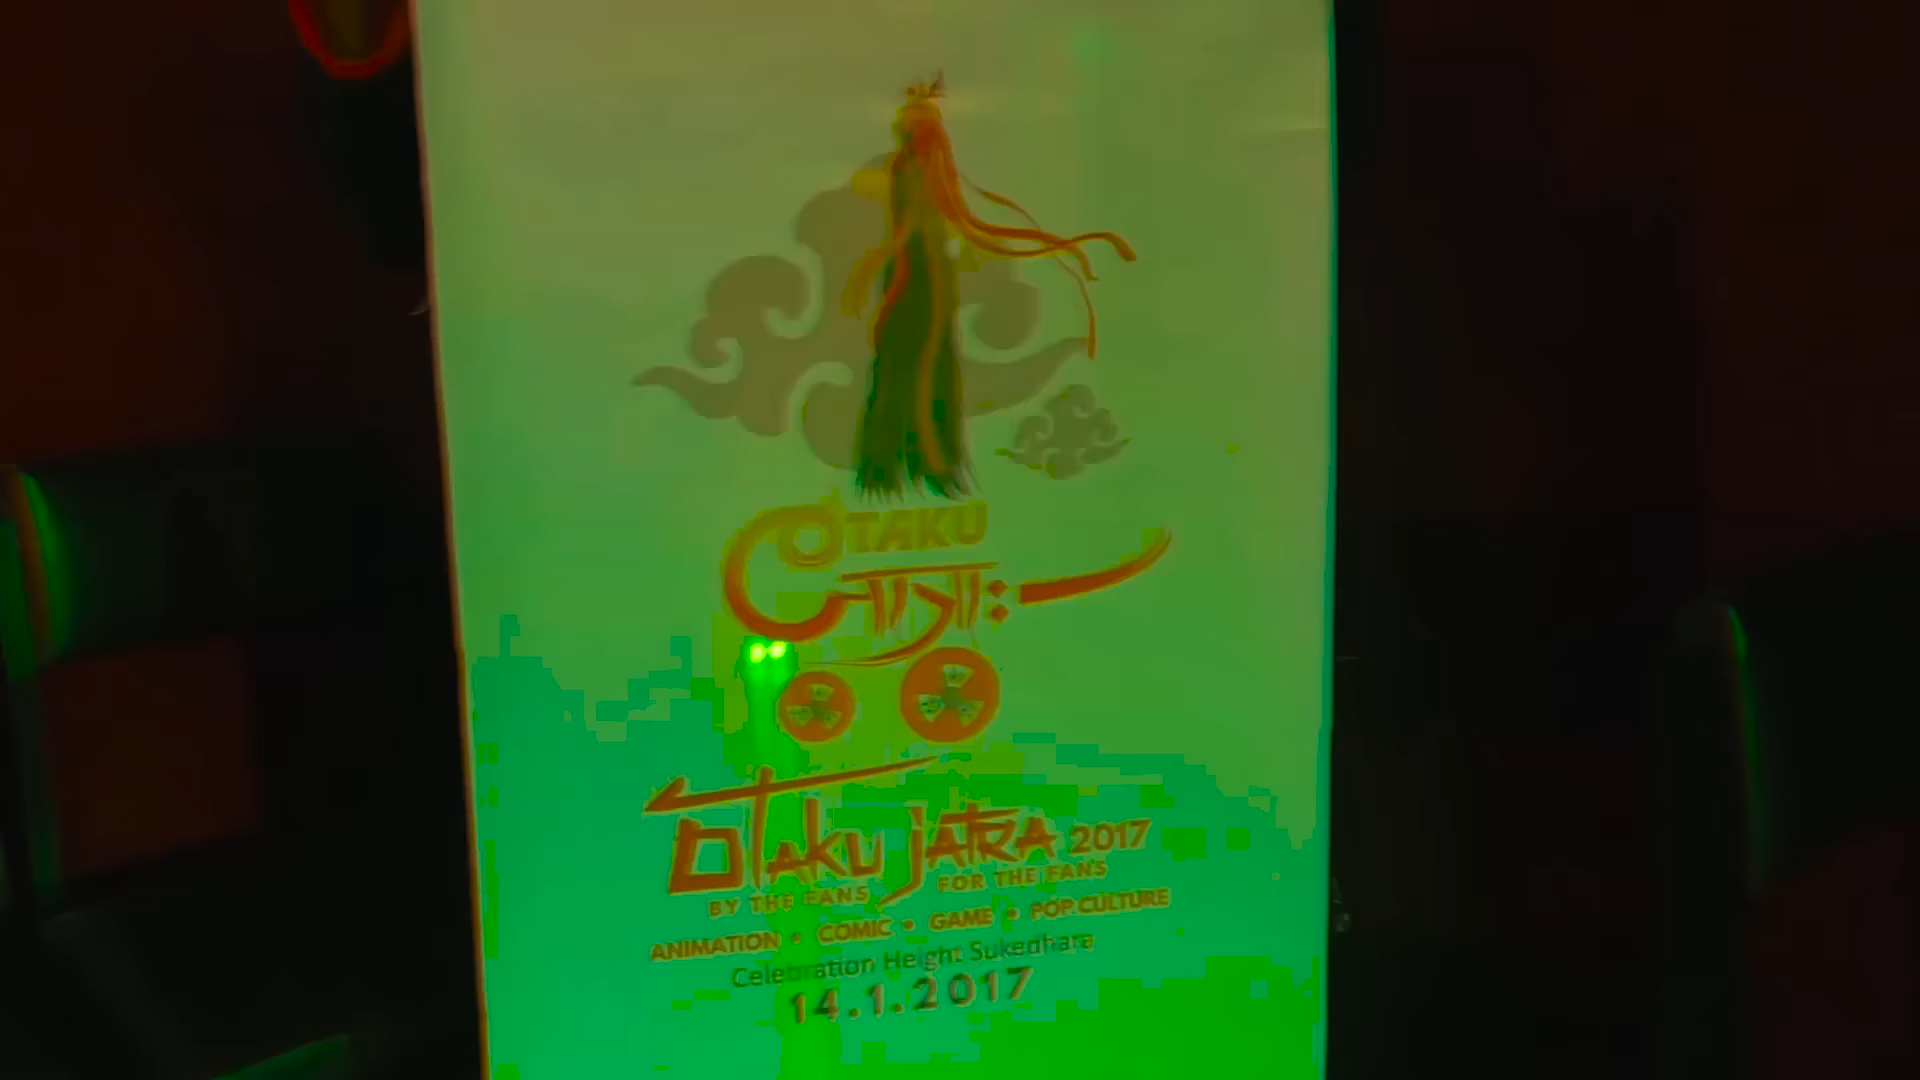 OTAKU
जात्रा:
OTAKU JATRA 2017
BY THE FANS FOR THE FANS
ANIMATION • COMIC • GAME • POP CULTURE
Celebration Height Sukedhara
14.1.2017